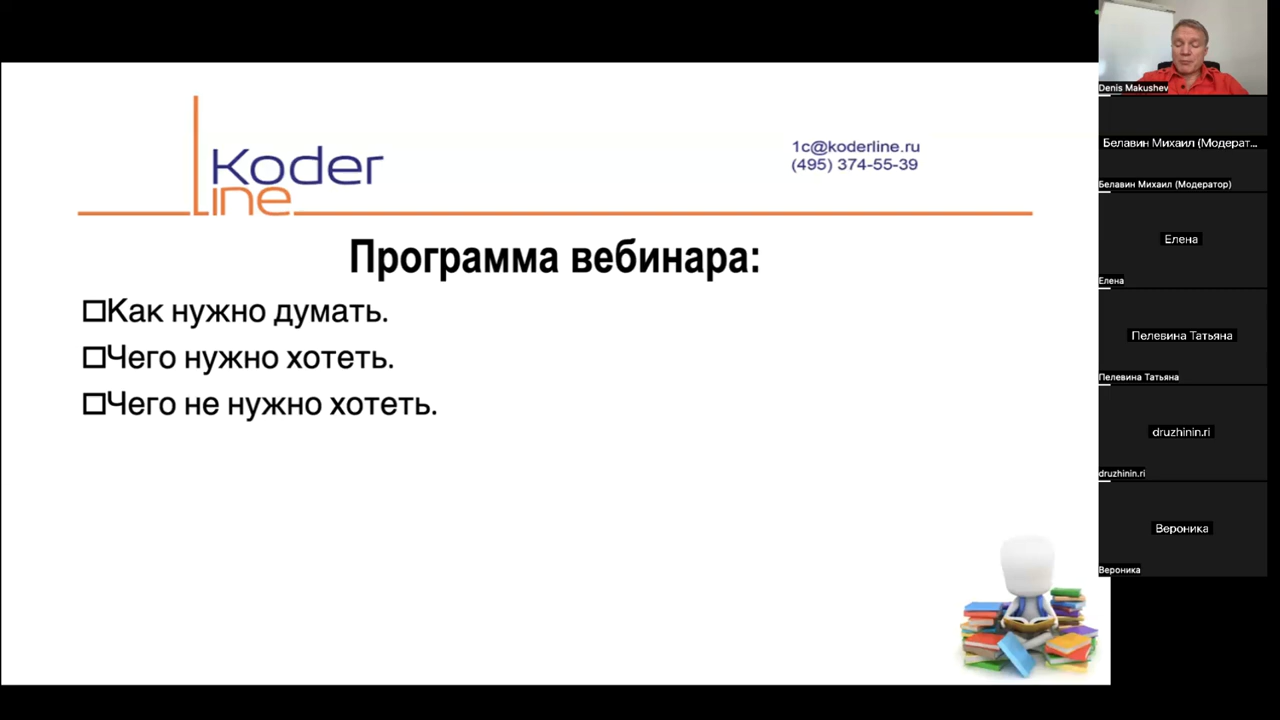 Koder
Line
1c@koderline.ru
(495) 374-55-39
Программа вебинара:
Как нужно думать.
Чего нужно хотеть.
Чего не нужно хотеть.
Denis Makushev
Белавин Михаил (Модерат...
Белавин Михаил (Модератор)
Елена
Елена
Пелевина Татьяна
Пелевина Татьяна
druzhinin.ri
druzhinin.ri
Вероника
Вероника